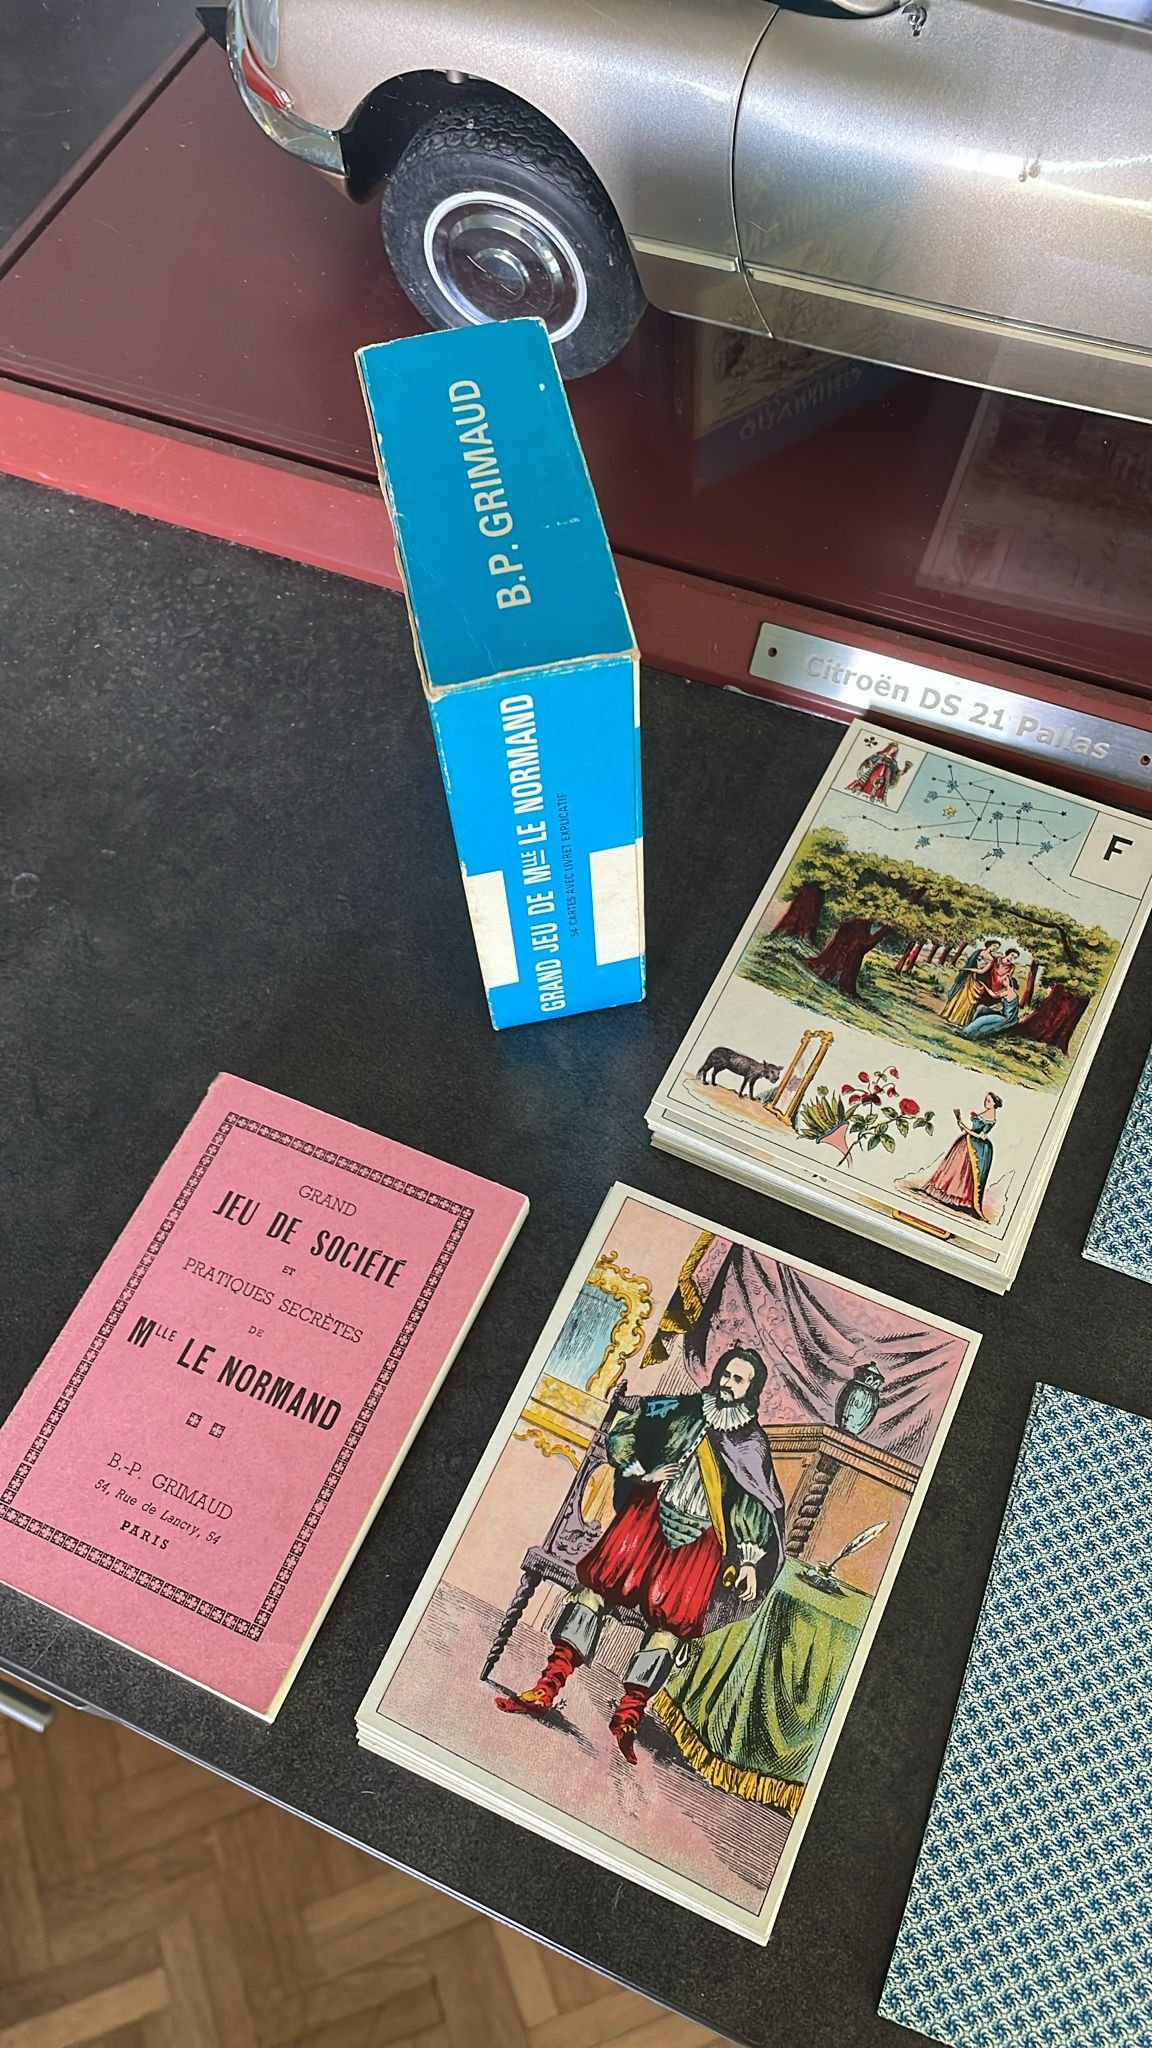 B.P. GRIMAUD
GRAND JEU DE MLLE LE NORMAND
54 CARTES AVEC LIVRET EXPLICATIF
Citroën DS 21 Pallas
F
GRAND
JEU DE SOCIÉTÉ
ET
PRATIQUES SECRÈTES
DE
MLLE LE NORMAND
B.-P. GRIMAUD
54, Rue de Lancry, 54
PARIS